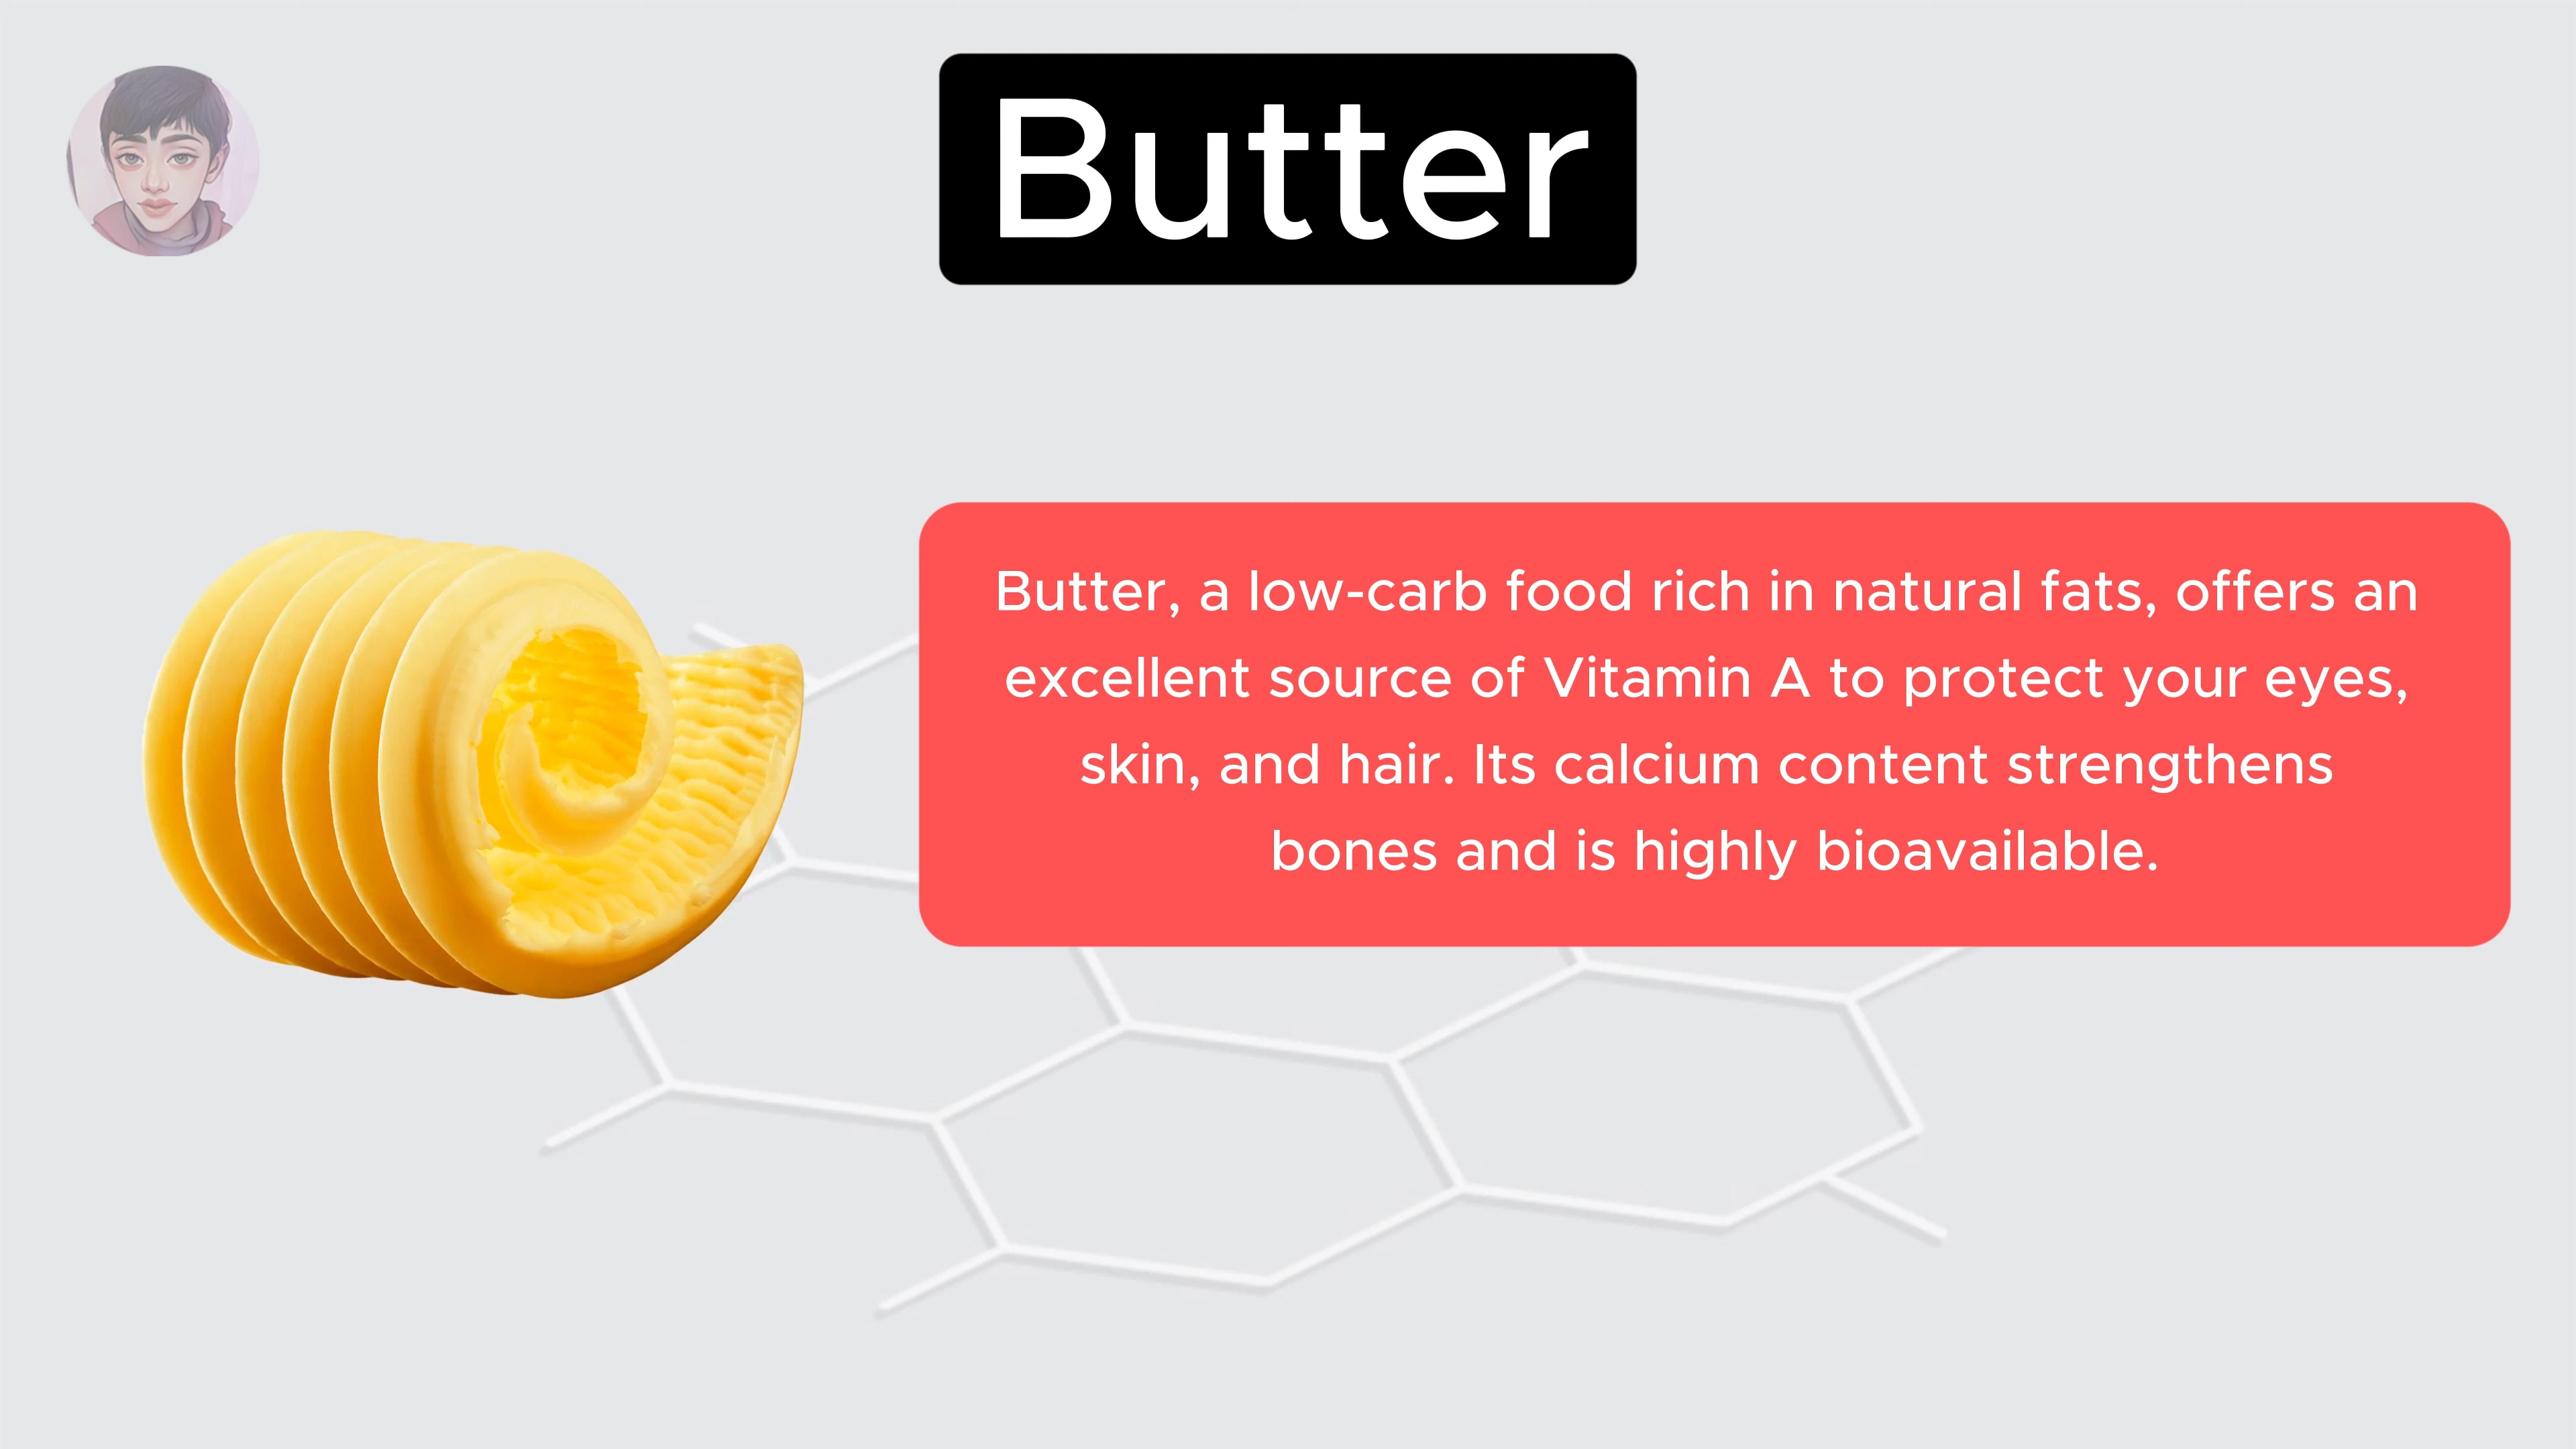 Butter
Butter, a low-carb food rich in natural fats, offers an
excellent source of Vitamin A to protect your eyes,
skin, and hair. Its calcium content strengthens
bones and is highly bioavailable.